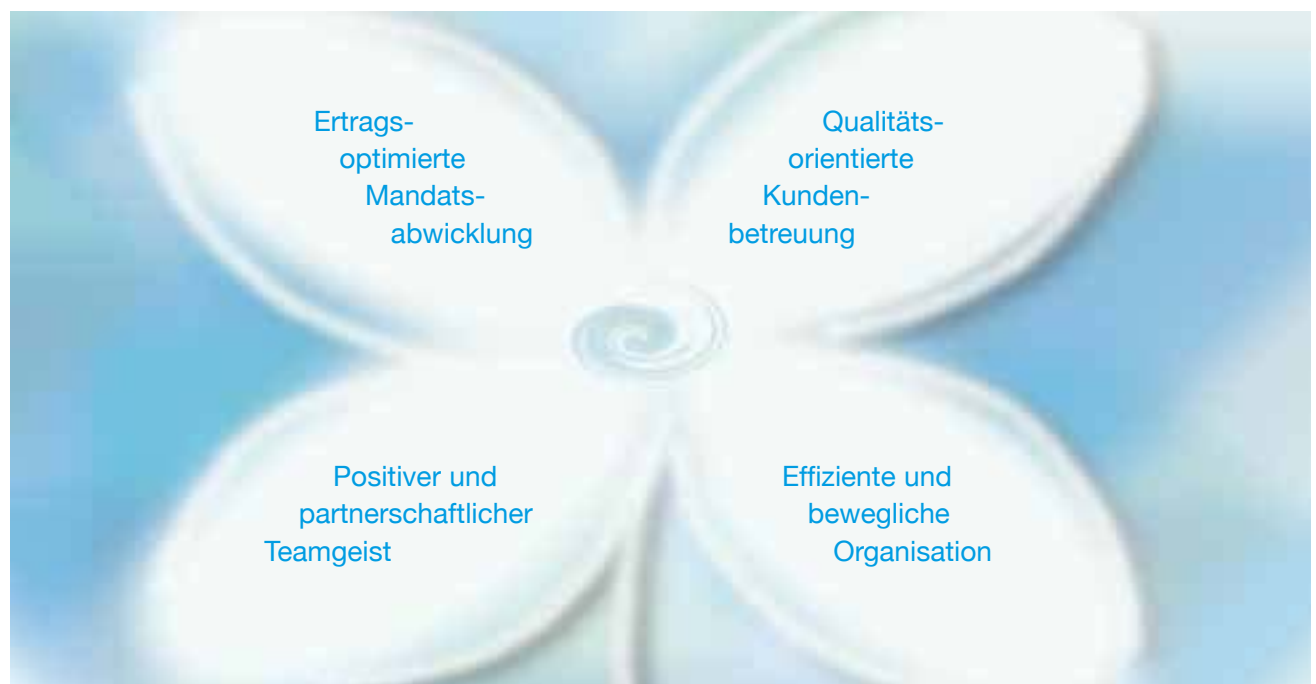 Ertrags-
optimierte
Mandats-
abwicklung
Qualitäts-
orientierte
Kunden-
betreuung
Positiver und
partnerschaftlicher
Teamgeist
Effiziente und
bewegliche
Organisation